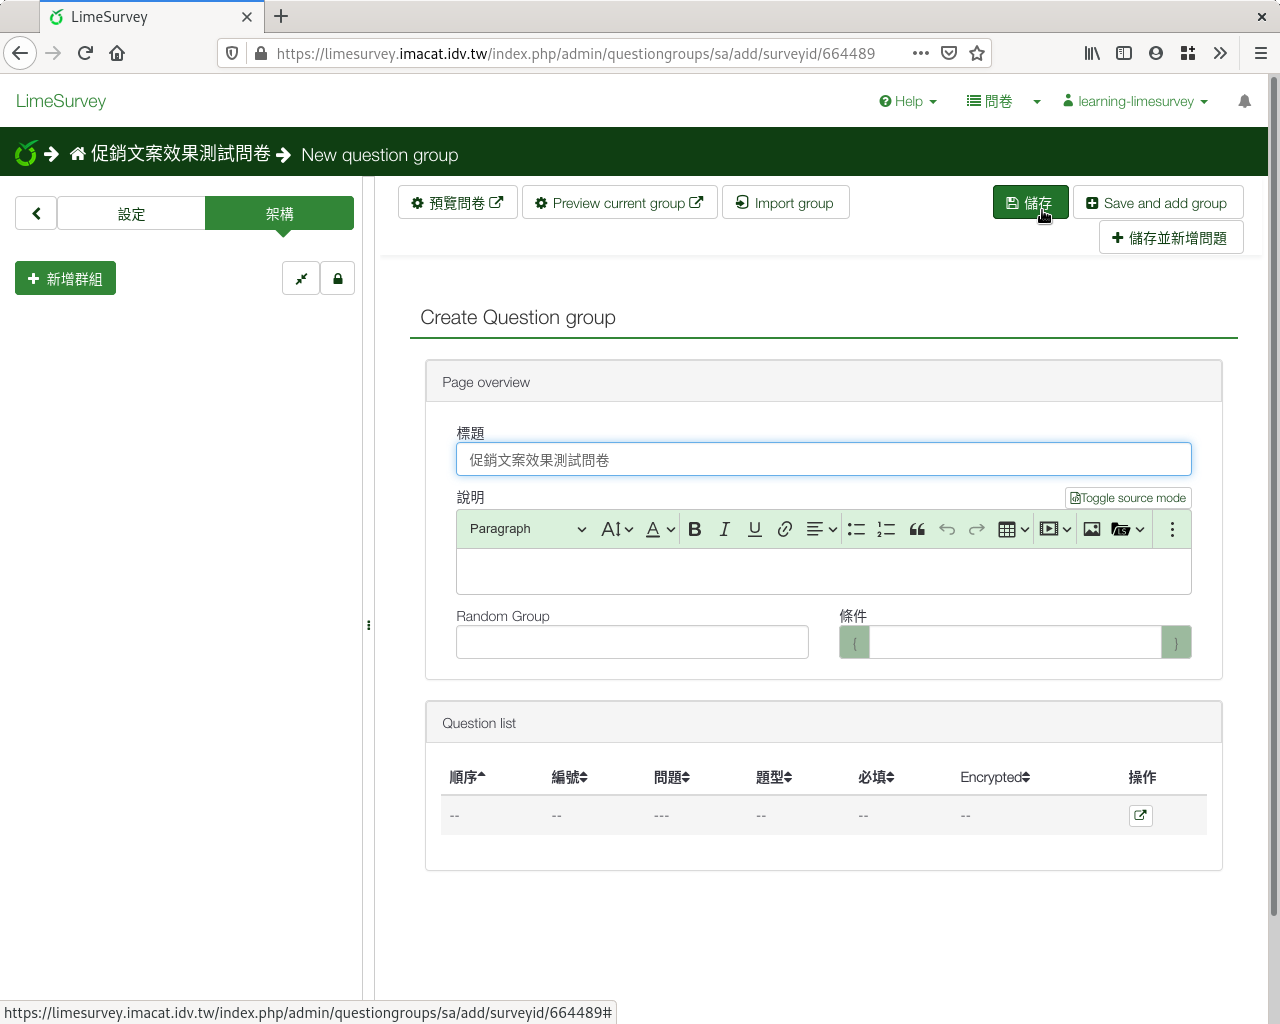 LimeSurvey
https://limesurvey.imacat.idv.tw/index.php/admin/questiongroups/sa/add/surveyid/664489
LimeSurvey
Help
問卷
learning-limesurvey
促銷文案效果測試問卷
New question group
設定
架構
預覽問卷
Preview current group
Import group
儲存
Save and add group
儲存並新增問題
新增群組
Create Question group
Page overview
標題
促銷文案效果測試問卷
說明
Toggle source mode
Paragraph
Random Group
條件
{ }
Question list
順序 編號 問題 題型 必填 Encrypted 操作
-- -- --- -- -- --
https://limesurvey.imacat.idv.tw/index.php/admin/questiongroups/sa/add/surveyid/664489#